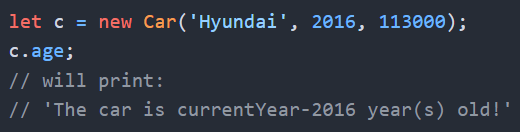 let c = new Car('Hyundai', 2016, 113000);
c.age;
// will print:
// 'The car is currentYear-2016 year(s) old!'